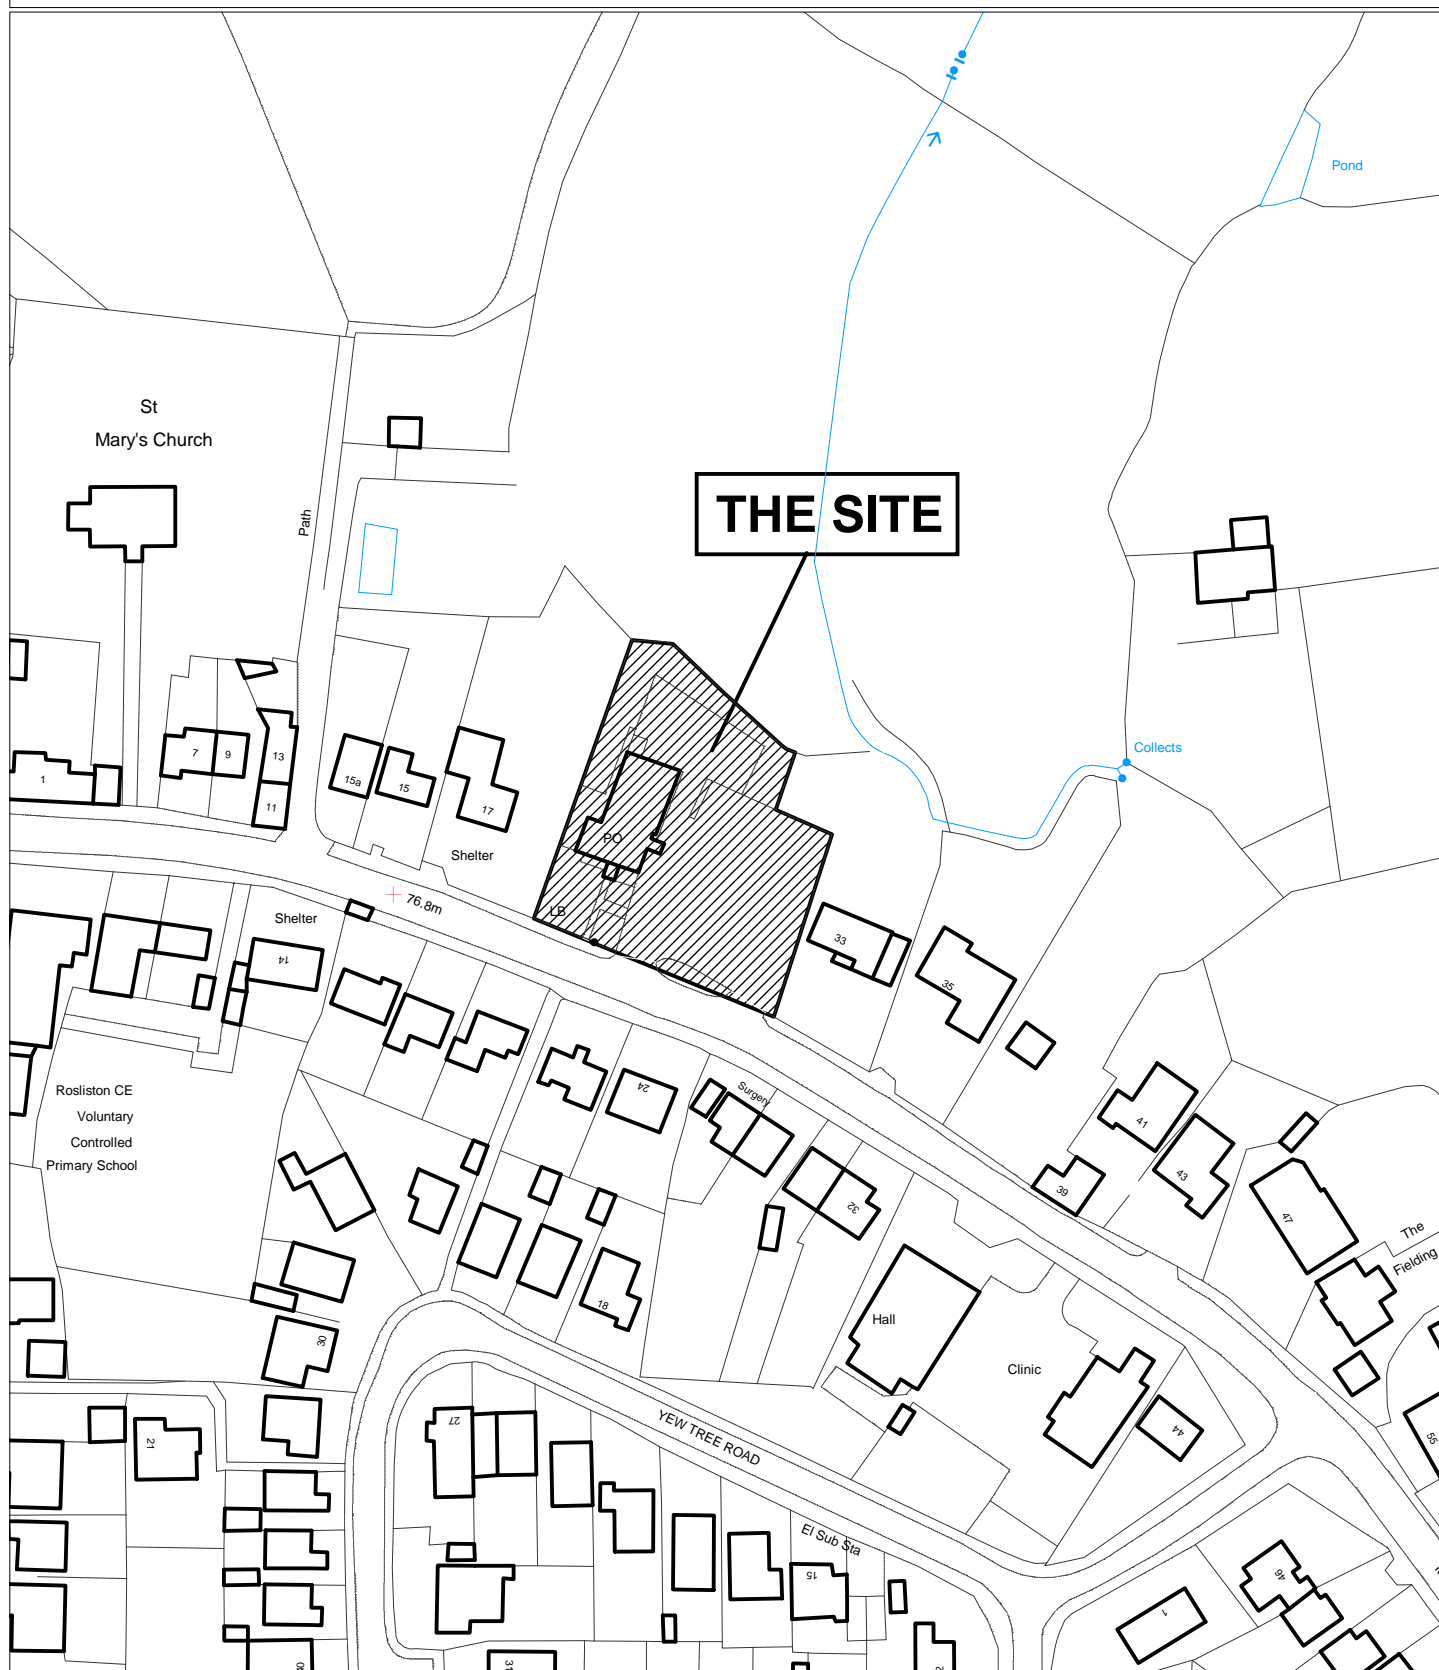 Pond
St
Mary's Church
THE SITE
Path
Collects
7
9
13
11
1
15a
15
17
Shelter
PO
LB
76.8m
Shelter
14
33
35
Rosliston CE
Voluntary
Controlled
Primary School
24
Surgery
32
41
39
43
47
The
Fielding
18
30
Hall
Clinic
44
55
27
21
YEW TREE ROAD
El Sub Sta
15
46
1
31